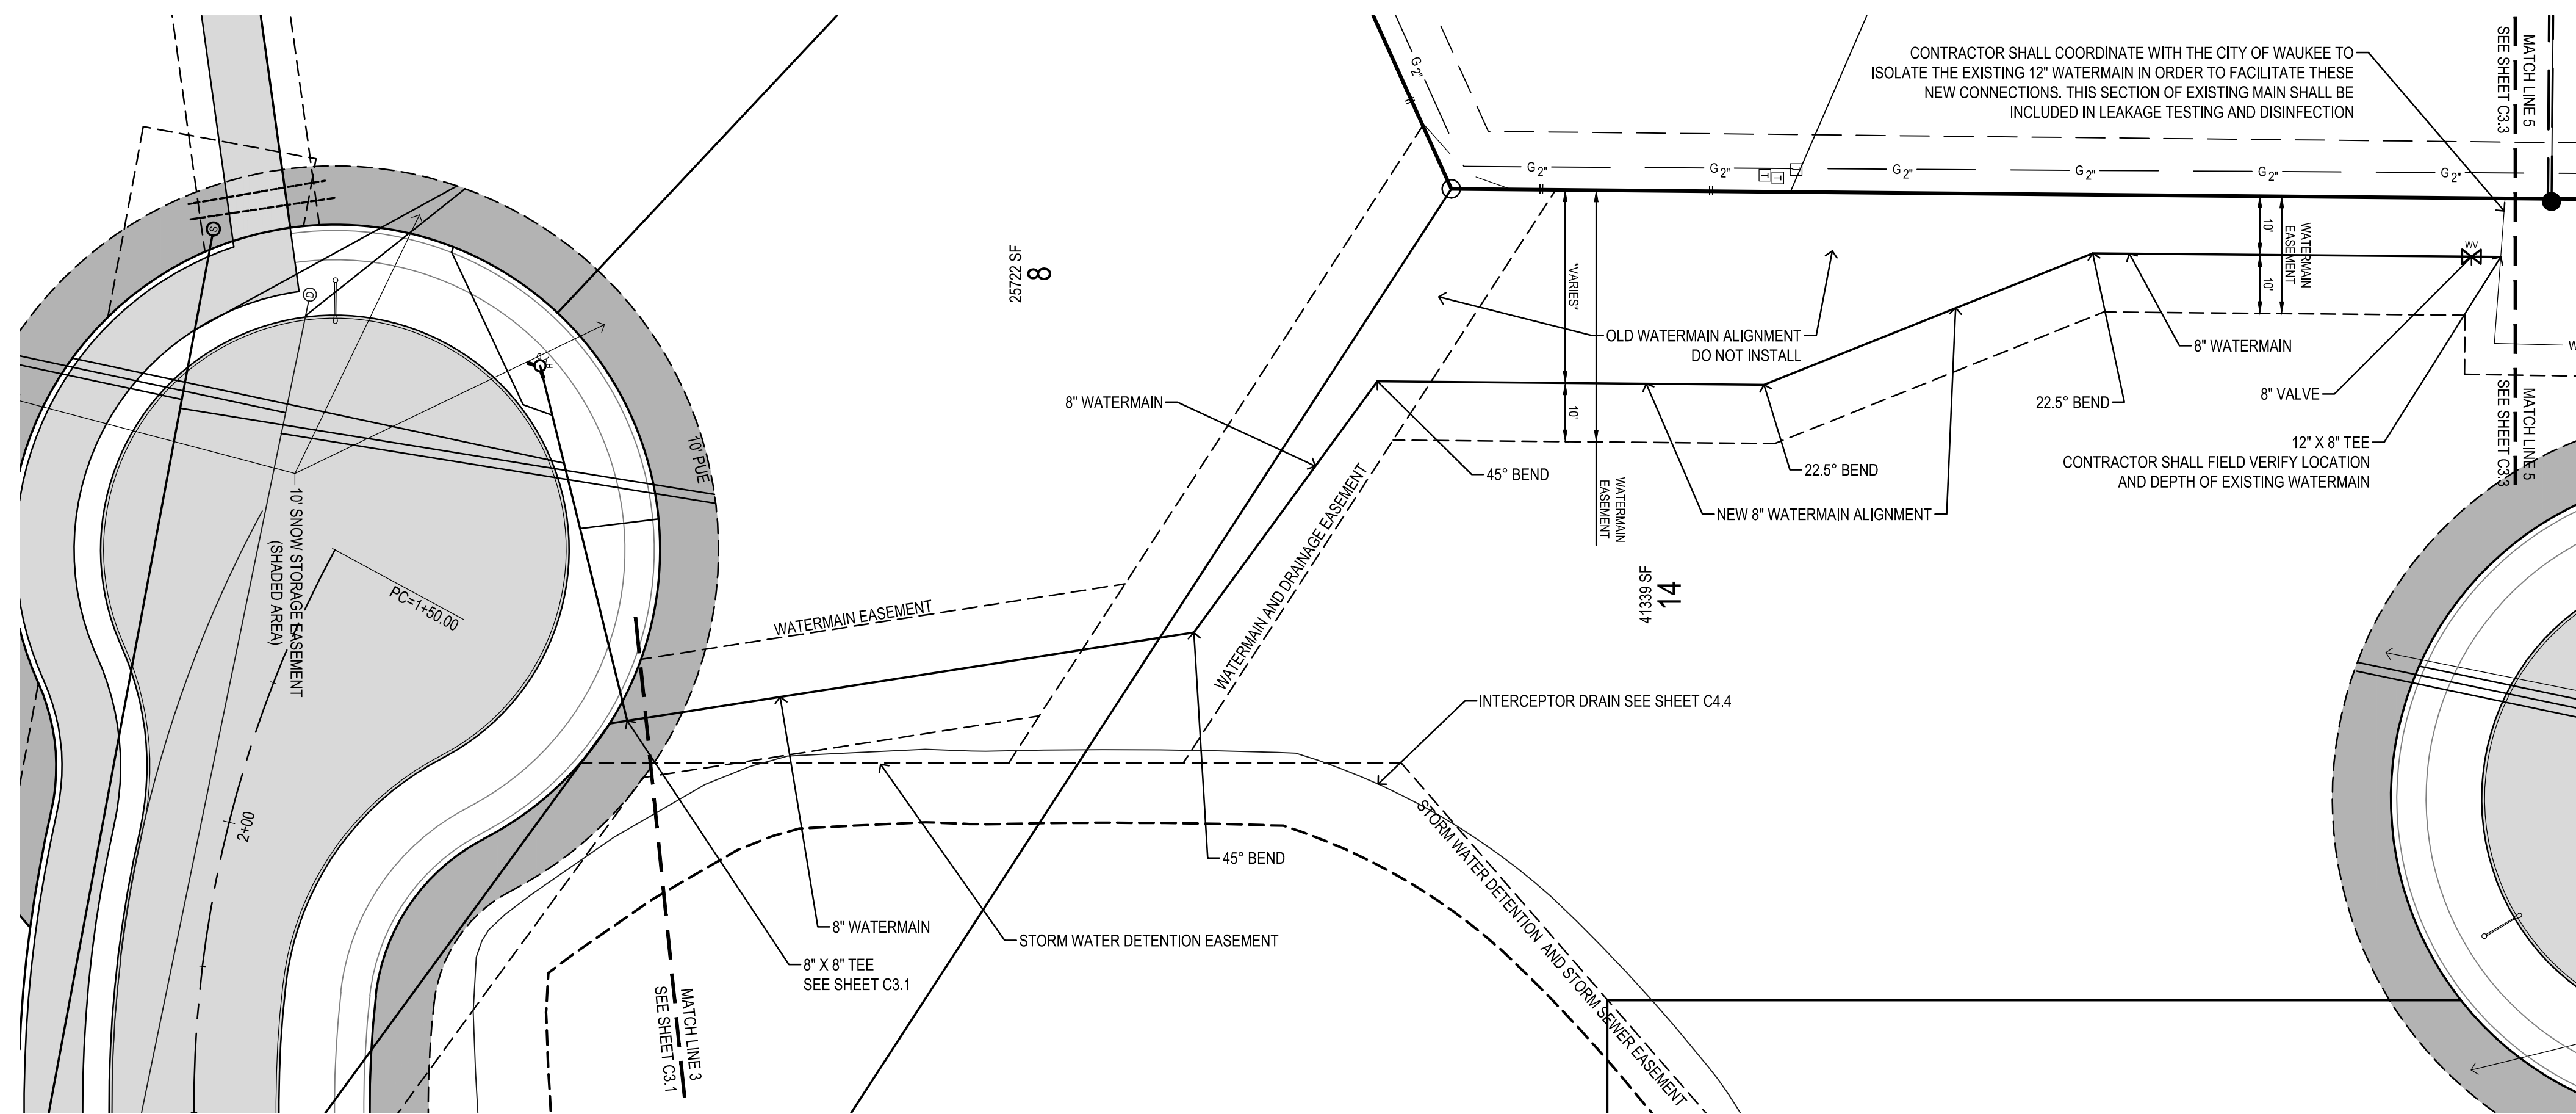 CONTRACTOR SHALL COORDINATE WITH THE CITY OF WAUKEE TO
ISOLATE THE EXISTING 12" WATERMAIN IN ORDER TO FACILITATE THESE
NEW CONNECTIONS. THIS SECTION OF EXISTING MAIN SHALL BE
INCLUDED IN LEAKAGE TESTING AND DISINFECTION
MATCH LINE 5
SEE SHEET C3.3
G 2"
G 2"
G 2"
G 2"
G 2"
G 2"
G 2"
T
T
S
D
8
25722 SF
*VARIES*
10'
WATERMAIN
EASEMENT
10'
10'
WATERMAIN
EASEMENT
WV
OLD WATERMAIN ALIGNMENT
DO NOT INSTALL
8" WATERMAIN
8" VALVE
22.5° BEND
12" X 8" TEE
CONTRACTOR SHALL FIELD VERIFY LOCATION
AND DEPTH OF EXISTING WATERMAIN
MATCH LINE 5
SEE SHEET C3.3
W
8" WATERMAIN
45° BEND
22.5° BEND
NEW 8" WATERMAIN ALIGNMENT
10' PUE
10' SNOW STORAGE EASEMENT
(SHADED AREA)
PC=1+50.00
WATERMAIN EASEMENT
WATERMAIN AND DRAINAGE EASEMENT
14
41339 SF
INTERCEPTOR DRAIN SEE SHEET C4.4
2+00
45° BEND
8" WATERMAIN
STORM WATER DETENTION EASEMENT
8" X 8" TEE
SEE SHEET C3.1
MATCH LINE 3
SEE SHEET C3.1
STORM WATER DETENTION AND STORM SEWER EASEMENT